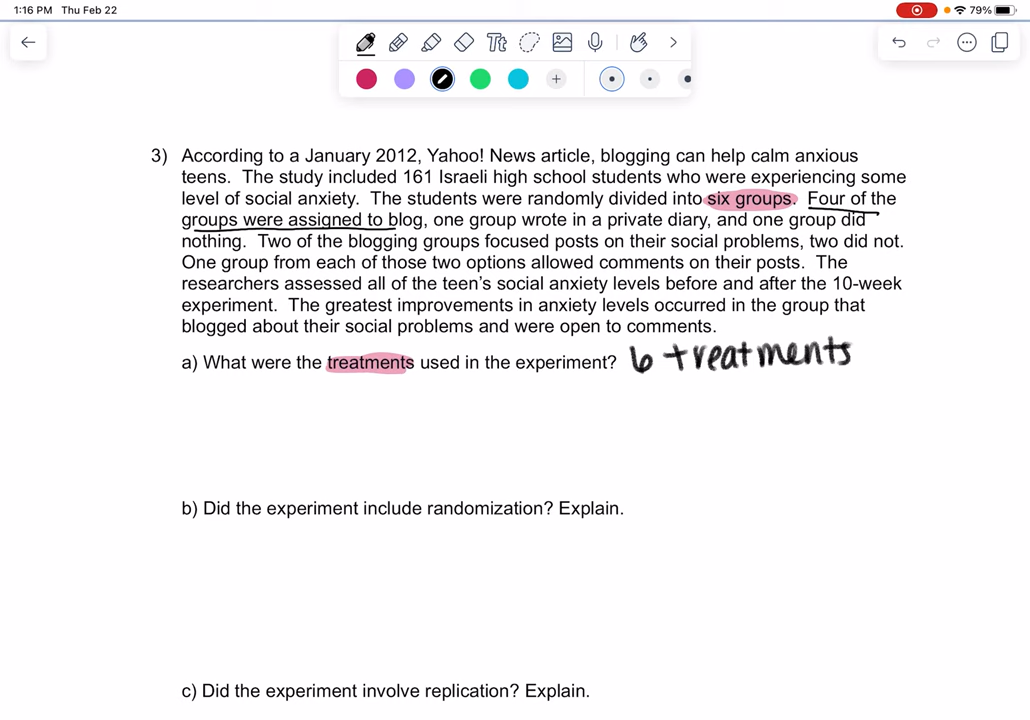 1:16 PM Thu Feb 22
79%
Tt
3) According to a January 2012, Yahoo! News article, blogging can help calm anxious
teens. The study included 161 Israeli high school students who were experiencing some
level of social anxiety. The students were randomly divided into six groups. Four of the
groups were assigned to blog, one group wrote in a private diary, and one group did
nothing. Two of the blogging groups focused posts on their social problems, two did not.
One group from each of those two options allowed comments on their posts. The
researchers assessed all of the teen's social anxiety levels before and after the 10-week
experiment. The greatest improvements in anxiety levels occurred in the group that
blogged about their social problems and were open to comments.
a) What were the treatments used in the experiment? 6 treatments
b) Did the experiment include randomization? Explain.
c) Did the experiment involve replication? Explain.